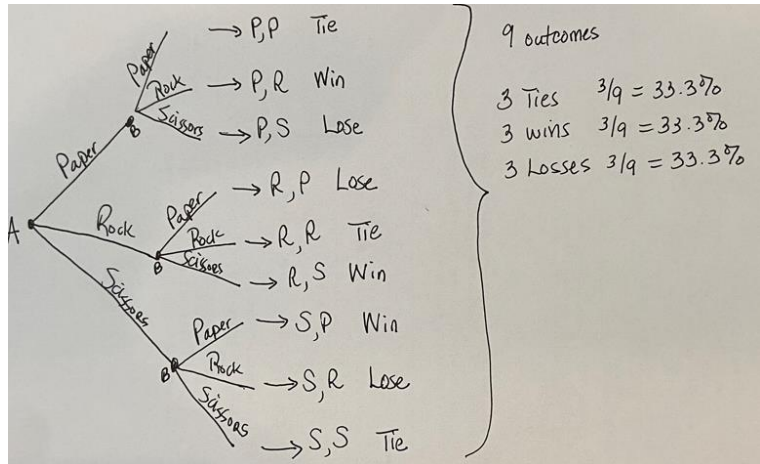 Paper → P,P Tie
Rock → P,R Win
B Scissors → P,S Lose
Paper
Paper → R,P Lose
A Rock
Rock → R,R Tie
B Scissors → R,S Win
Scissors
Paper → S,P Win
B Rock → S,R Lose
Scissors → S,S Tie
9 outcomes
3 Ties 3/9 = 33.3%
3 wins 3/9 = 33.3%
3 Losses 3/9 = 33.3%